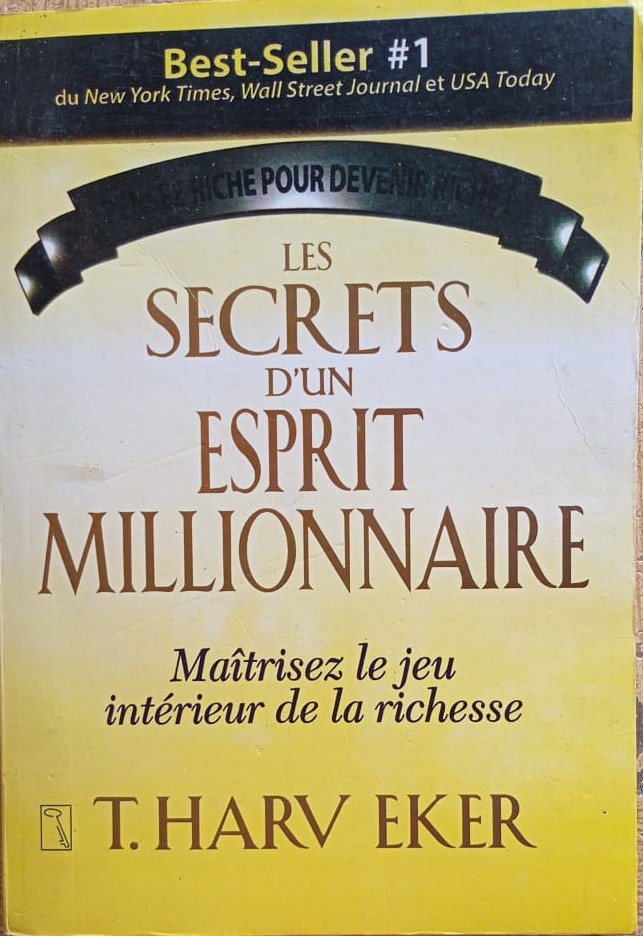 Best-Seller #1
du New York Times, Wall Street Journal et USA Today
RICHE POUR DEVENIR RICHE
LES
SECRETS
D'UN
ESPRIT
MILLIONNAIRE
Maîtrisez le jeu
intérieur de la richesse
T. HARV EKER